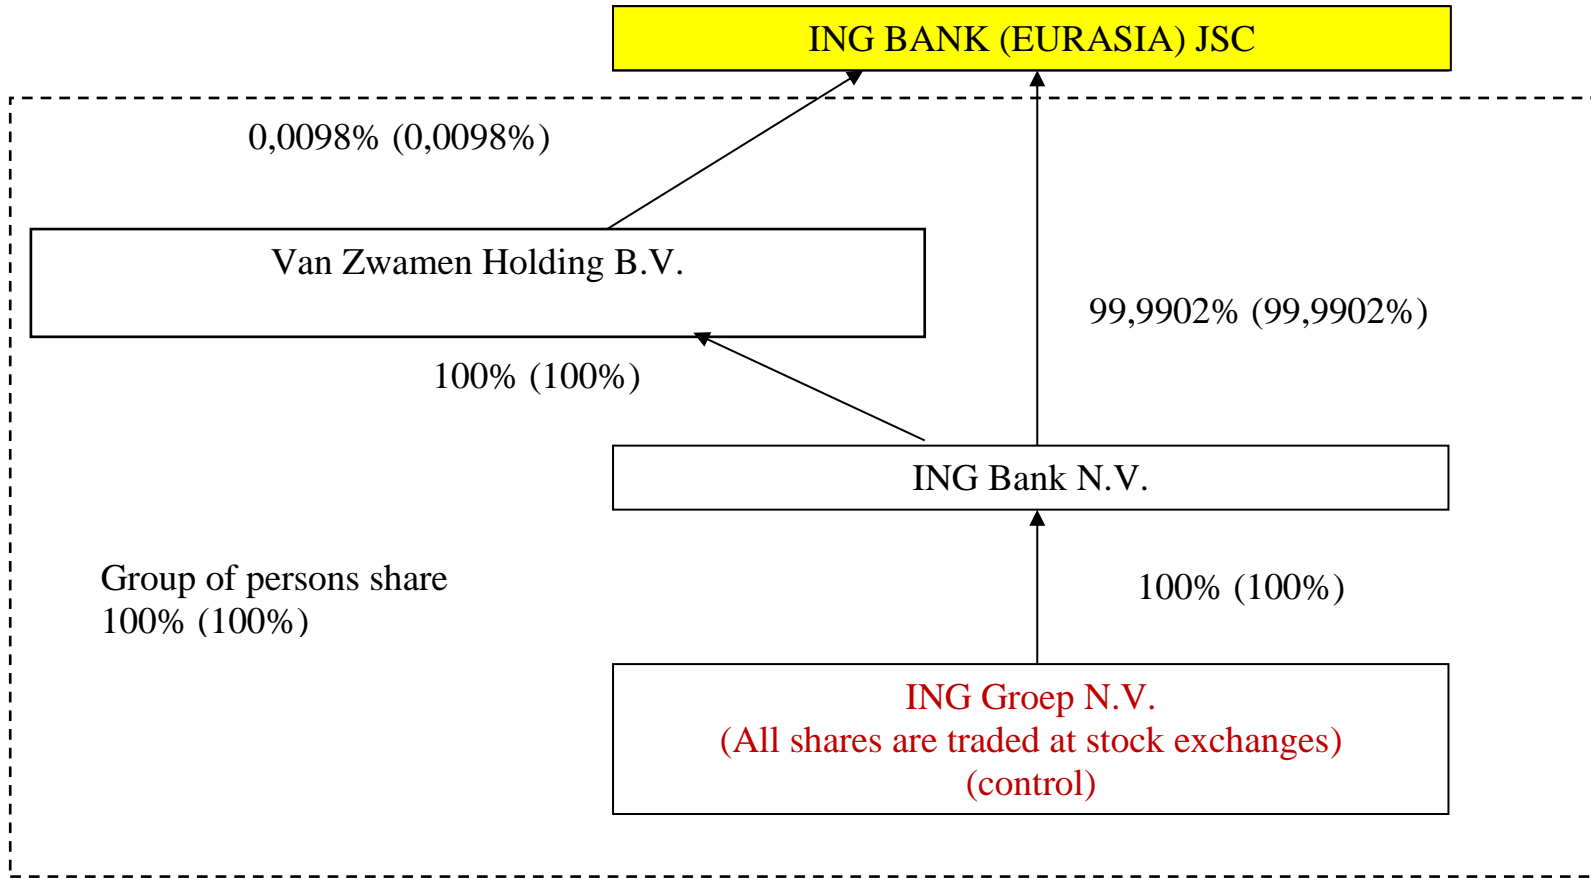 ING BANK (EURASIA) JSC
0,0098% (0,0098%)
Van Zwamen Holding B.V.
99,9902% (99,9902%)
100% (100%)
ING Bank N.V.
Group of persons share
100% (100%)
100% (100%)
ING Groep N.V.
(All shares are traded at stock exchanges)
(control)